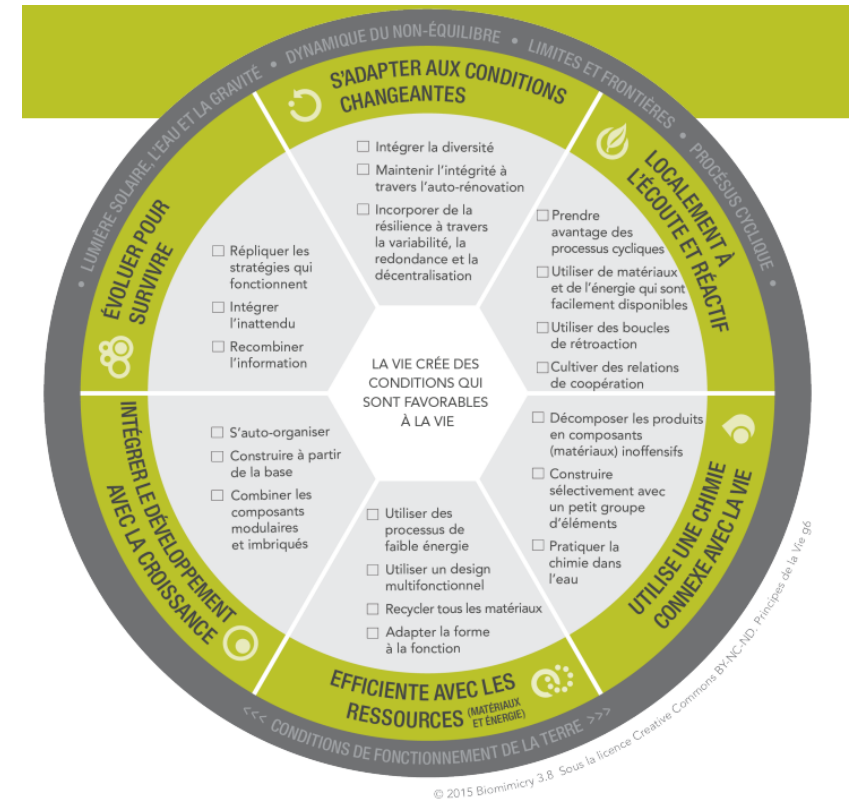 • LUMIÈRE SOLAIRE, L'EAU ET LA GRAVITÉ • DYNAMIQUE DU NON-ÉQUILIBRE • LIMITES ET FRONTIÈRES • PROCÉSUS CYCLIQUE •
S'ADAPTER AUX CONDITIONS
CHANGEANTES
Intégrer la diversité
Maintenir l'intégrité à
travers l'auto-rénovation
Incorporer de la
résilience à travers
la variabilité, la
redondance et la
décentralisation
LOCALEMENT À
L'ÉCOUTE ET RÉACTIF
Prendre
avantage des
processus cycliques
Utiliser de matériaux
et de l'énergie qui sont
facilement disponibles
Utiliser des boucles
de rétroaction
Cultiver des relations
de coopération
UTILISE UNE CHIMIE
CONNEXE AVEC LA VIE
Décomposer les produits
en composants
(matériaux) inoffensifs
Construire
sélectivement avec
un petit groupe
d'éléments
Pratiquer la
chimie dans
l'eau
EFFICIENTE AVEC LES
RESSOURCES (MATÉRIAUX
ET ÉNERGIE)
Utiliser des
processus de
faible énergie
Utiliser un design
multifonctionnel
Recycler tous les matériaux
Adapter la forme
à la fonction
INTÉGRER LE DÉVELOPPEMENT
AVEC LA CROISSANCE
S'auto-organiser
Construire à partir
de la base
Combiner les
composants
modulaires
et imbriqués
ÉVOLUER POUR
SURVIVRE
Répliquer les
stratégies qui
fonctionnent
Intégrer
l'inattendu
Recombiner
l'information
LA VIE CRÉE DES
CONDITIONS QUI
SONT FAVORABLES
À LA VIE
<<< CONDITIONS DE FONCTIONNEMENT DE LA TERRE >>>
© 2015 Biomimicry 3.8 Sous la licence Creative Commons BY-NC-ND. Principes de la Vie g6